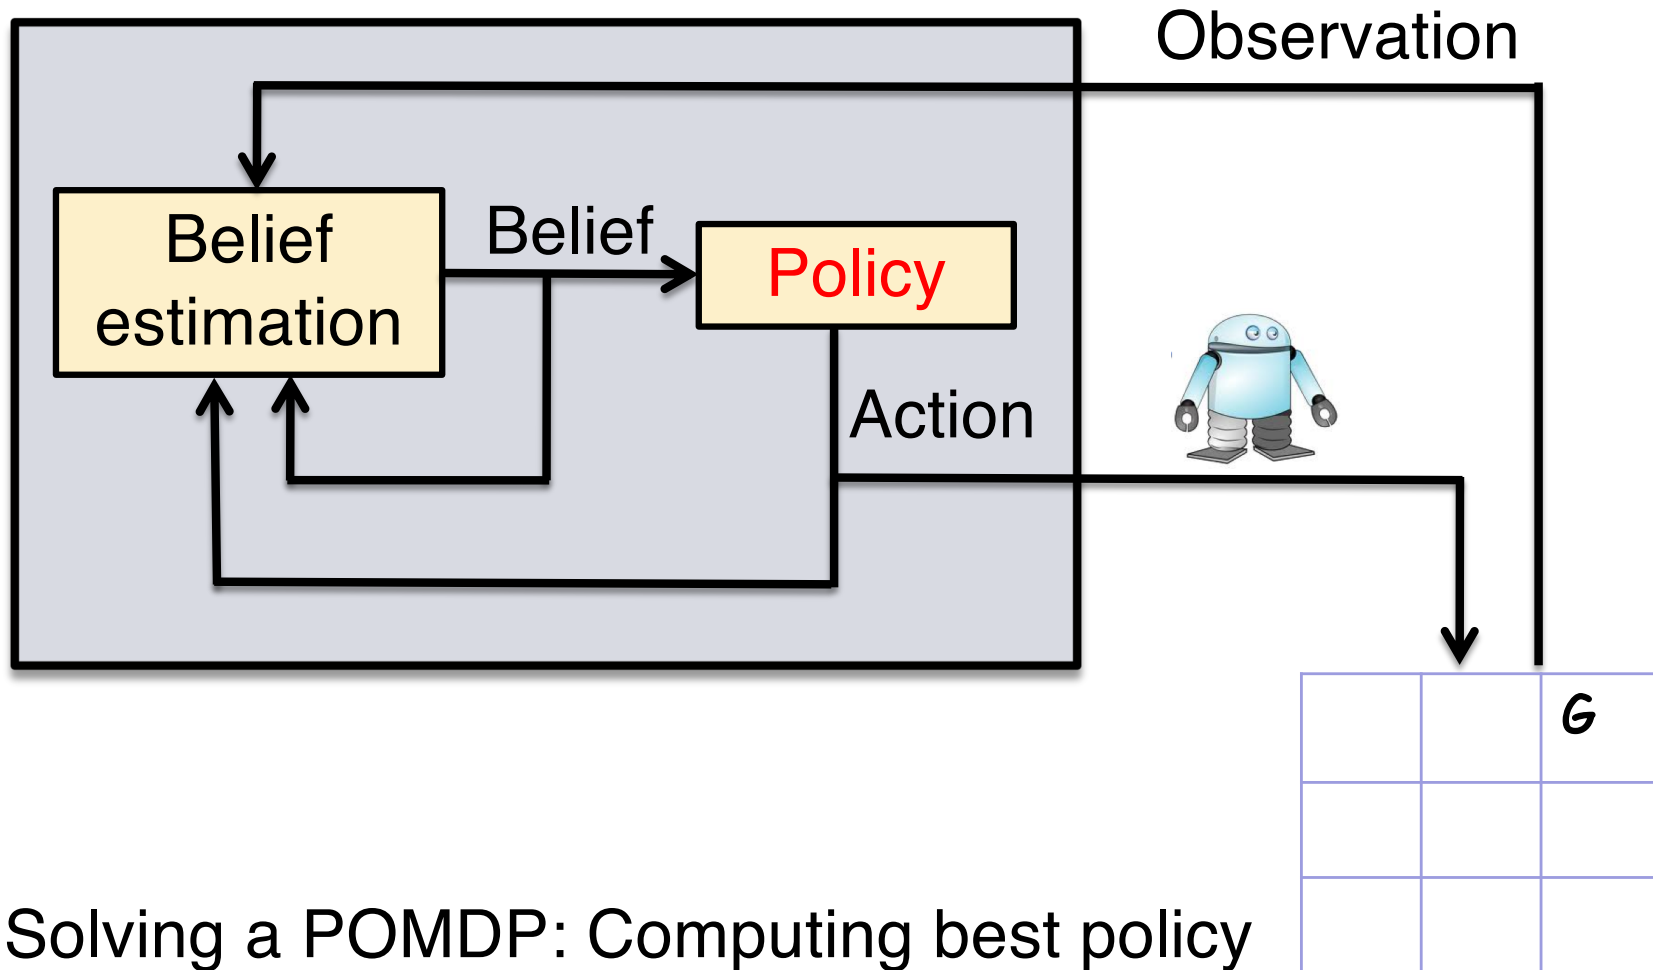 Observation
Belief
estimation
Belief
Policy
Action
G
Solving a POMDP: Computing best policy